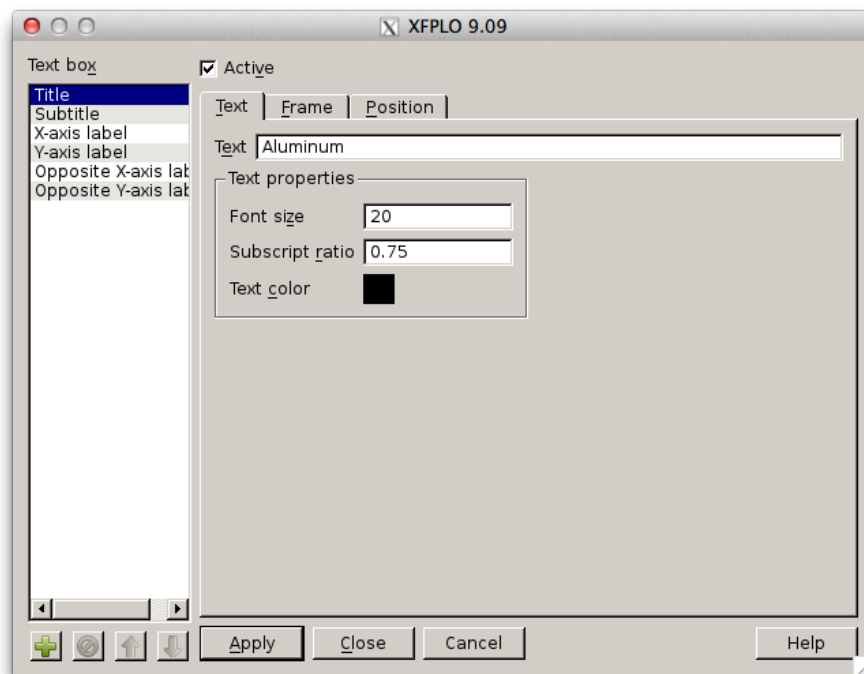 XFPLO 9.09
Text box
Title
Subtitle
X-axis label
Y-axis label
Opposite X-axis lab
Opposite Y-axis lab
Active
Text Frame Position
Text Aluminum
Text properties
Font size 20
Subscript ratio 0.75
Text color
Apply Close Cancel Help